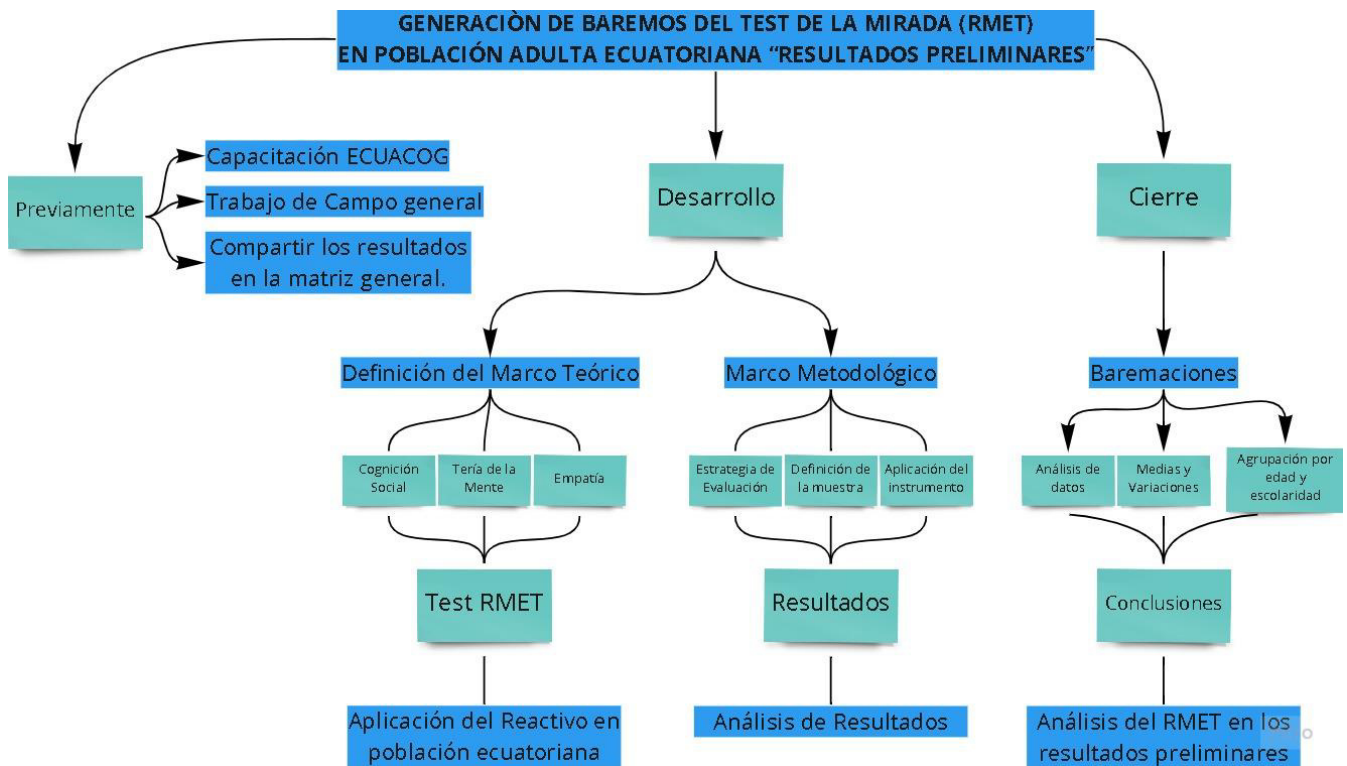 GENERACIÒN DE BAREMOS DEL TEST DE LA MIRADA (RMET)
EN POBLACIÓN ADULTA ECUATORIANA “RESULTADOS PRELIMINARES”
Previamente
Capacitación ECUACOG
Trabajo de Campo general
Compartir los resultados
en la matriz general.
Desarrollo
Cierre
Definición del Marco Teórico
Marco Metodológico
Baremaciones
Cognición
Social
Tería de la
Mente
Empatía
Estrategia de
Evaluación
Definición de
la muestra
Aplicación del
instrumento
Análisis de
datos
Medias y
Variaciones
Agrupación por
edad y
escolaridad
Test RMET
Resultados
Conclusiones
Aplicación del Reactivo en
población ecuatoriana
Análisis de Resultados
Análisis del RMET en los
resultados preliminares